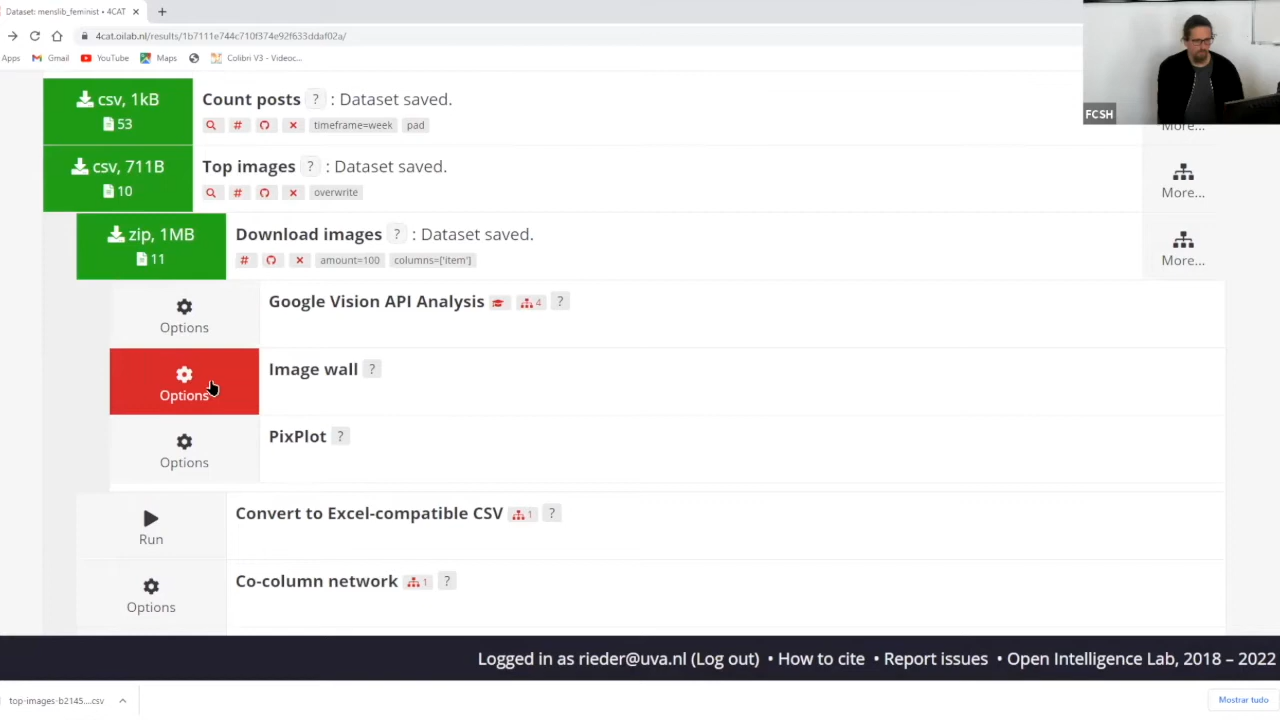 Dataset: menslib_feminist • 4CAT
4cat.oilab.nl/results/1b7111e744c710f374e92f633ddaf02a/
Apps Gmail YouTube Maps Colibri V3 - Videoc...
FCSH
csv, 1kB Count posts ? : Dataset saved.
53 timeframe=week pad More...
csv, 711B Top images ? : Dataset saved.
10 overwrite More...
zip, 1MB Download images ? : Dataset saved.
11 amount=100 columns=['item'] More...
Google Vision API Analysis 4 ?
Options
Image wall ?
Options
PixPlot ?
Options
Convert to Excel-compatible CSV 1 ?
Run
Co-column network 1 ?
Options
Logged in as rieder@uva.nl (Log out) • How to cite • Report issues • Open Intelligence Lab, 2018 – 2022
top-images-b2145....csv Mostrar tudo